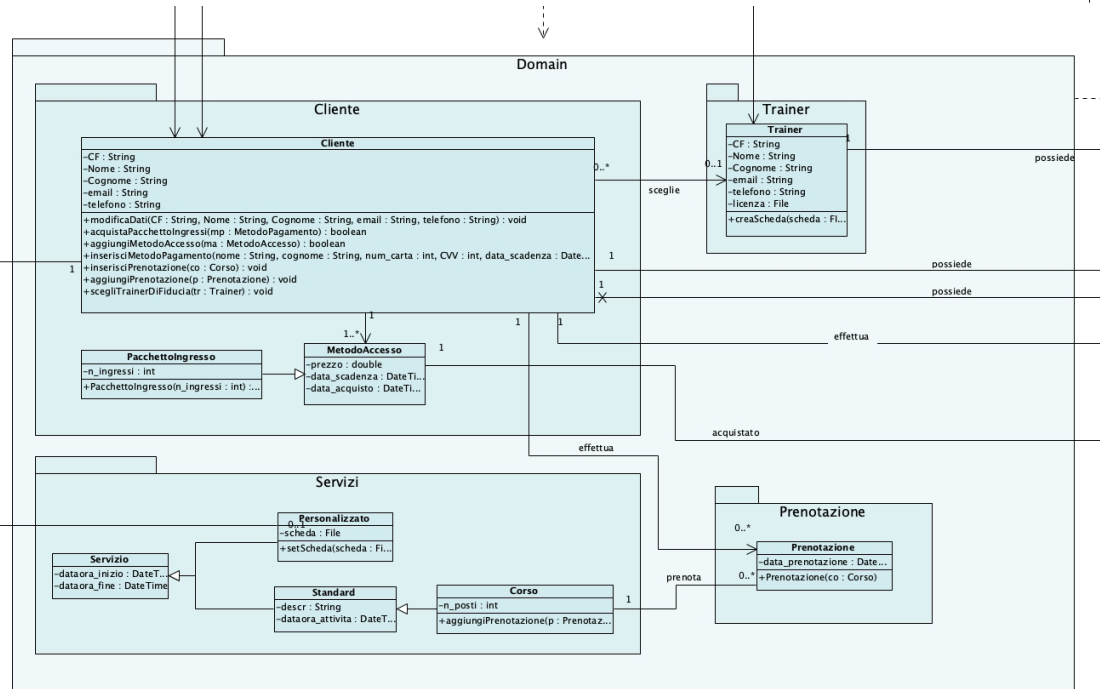 Domain
Cliente
Cliente
-CF : String
-Nome : String
-Cognome : String
-email : String
-telefono : String
+modificaDati(CF : String, Nome : String, Cognome : String, email : String, telefono : String) : void
+acquistaPacchettoIngressi(mp : MetodoPagamento) : boolean
+aggiungiMetodoAccesso(ma : MetodoAccesso) : boolean
+inserisciMetodoPagamento(nome : String, cognome : String, num_carta : int, CVV : int, data_scadenza : Date...
+inserisciPrenotazione(co : Corso) : void
+aggiungiPrenotazione(p : Prenotazione) : void
+scegliTrainerDiFiducia(tr : Trainer) : void
Trainer
Trainer
-CF : String
-Nome : String
-Cognome : String
-email : String
-telefono : String
-licenza : File
+creaScheda(scheda : FI...
1
possiede
0..*
0..1
sceglie
1
1
possiede
1
possiede
1
1
1
effettua
1..*
PacchettoIngresso
-n_ingressi : int
+PacchettoIngresso(n_ingressi : int) :...
MetodoAccesso
-prezzo : double
-data_scadenza : DateTi...
-data_acquisto : DateTi...
1
acquistato
effettua
Servizi
Personalizzato
0..1
-scheda : File
+setScheda(scheda : Fi...
Servizio
-dataora_inizio : DateT...
-dataora_fine : DateTime
Standard
-descr : String
-dataora_attivita : DateT...
Corso
-n_posti : int
+aggiungiPrenotazione(p : Prenotaz...
1
prenota
Prenotazione
0..*
Prenotazione
-data_prenotazione : Date...
+Prenotazione(co : Corso)
0..*